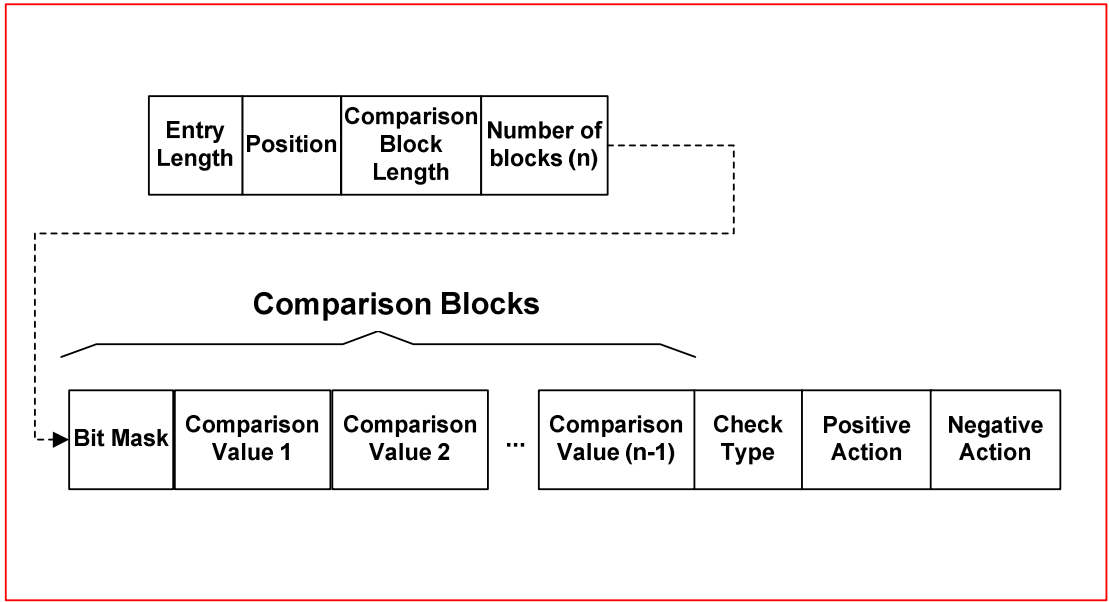 Entry
Length
Position
Comparison
Block
Length
Number of
blocks (n)
Comparison Blocks
Bit Mask
Comparison
Value 1
Comparison
Value 2
...
Comparison
Value (n-1)
Check
Type
Positive
Action
Negative
Action